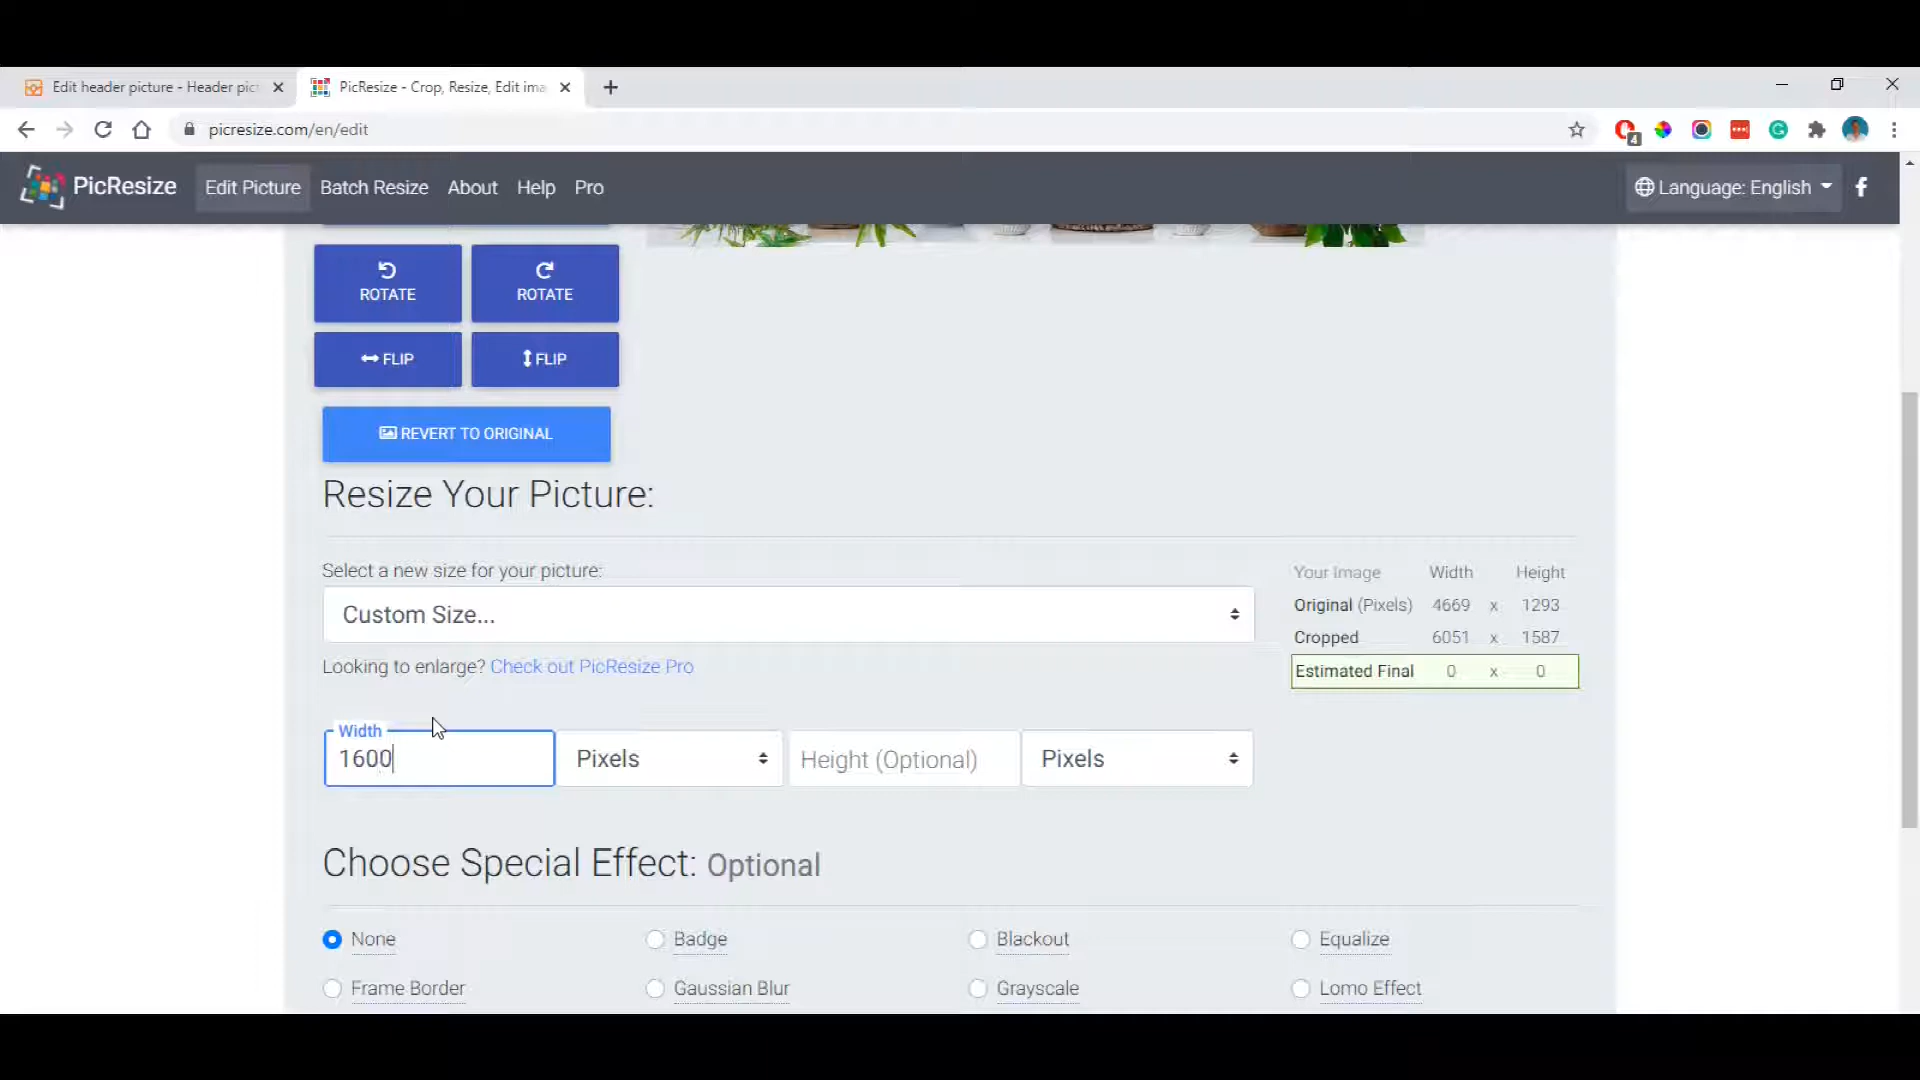 Edit header picture - Header pict
PicResize - Crop, Resize, Edit ima
picresize.com/en/edit
4
PicResize
Edit Picture
Batch Resize
About
Help
Pro
Language: English
ROTATE
ROTATE
FLIP
FLIP
REVERT TO ORIGINAL
Resize Your Picture:
Select a new size for your picture:
Custom Size...
Looking to enlarge? Check out PicResize Pro
Your Image Width Height
Original (Pixels) 4669 x 1293
Cropped 6051 x 1587
Estimated Final 0 x 0
Width
1600
Pixels
Height (Optional)
Pixels
Choose Special Effect: Optional
None
Badge
Blackout
Equalize
Frame Border
Gaussian Blur
Grayscale
Lomo Effect